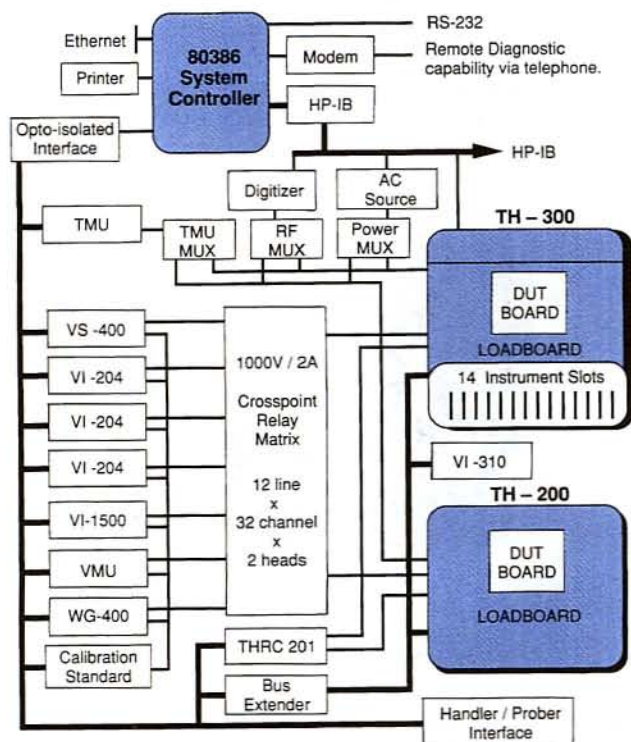 RS-232
Ethernet
80386
System
Controller
Modem
Remote Diagnostic
capability via telephone.
Printer
HP-IB
Opto-isolated
Interface
HP-IB
Digitizer
AC
Source
TH – 300
TMU
TMU
MUX
RF
MUX
Power
MUX
DUT
BOARD
LOADBOARD
14 Instrument Slots
VS -400
VI -204
VI -204
VI -204
VI-1500
VMU
WG-400
Calibration
Standard
1000V / 2A
Crosspoint
Relay
Matrix
12 line
x
32 channel
x
2 heads
VI -310
TH – 200
DUT
BOARD
LOADBOARD
THRC 201
Bus
Extender
Handler / Prober
Interface